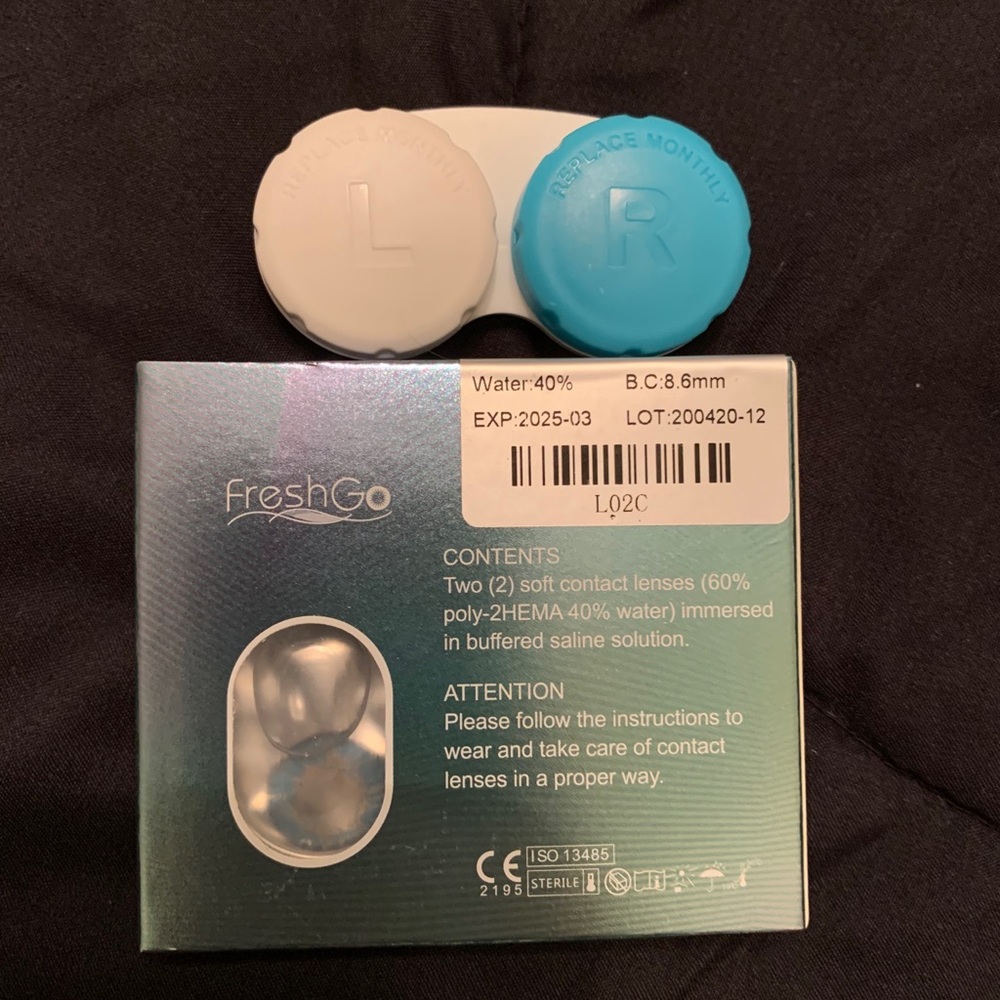 REPLACE MONTHLY
L
REPLACE MONTHLY
R
Water:40% B.C:8.6mm
EXP:2025-03 LOT:200420-12
L02C
FreshGo
CONTENTS
Two (2) soft contact lenses (60%
poly-2HEMA 40% water) immersed
in buffered saline solution.
ATTENTION
Please follow the instructions to
wear and take care of contact
lenses in a proper way.
CE ISO 13485
2195 STERILE